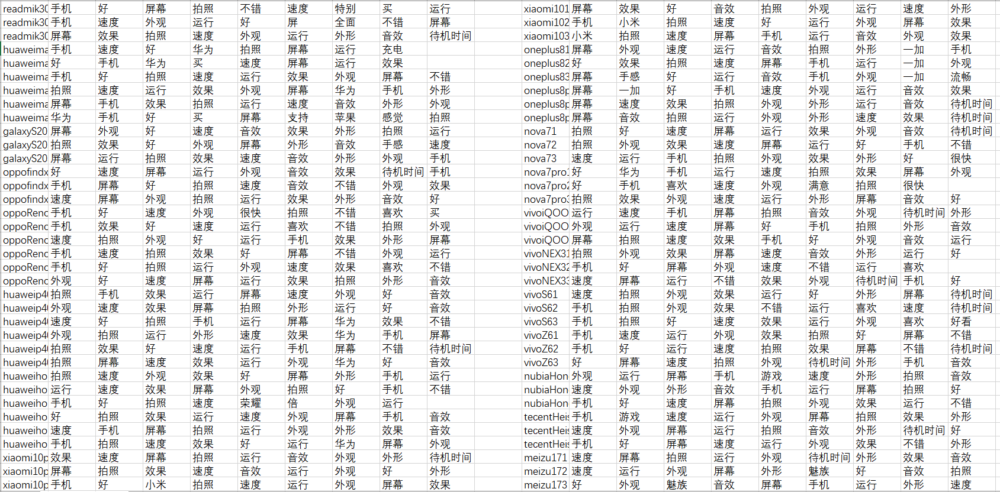 readmik30 手机 好 屏幕 拍照 不错 速度 特别 买 运行 xiaomi101 屏幕 效果 好 音效 拍照 外观 运行 速度 外形
readmik30 手机 速度 外观 运行 好 屏 全面 不错 屏幕 xiaomi102 手机 小米 拍照 速度 好 运行 外观 屏幕 效果
readmik30 屏幕 效果 拍照 速度 外观 运行 外形 音效 待机时间 xiaomi103 小米 拍照 速度 屏幕 手机 运行 音效 外观 效果
huaweima 手机 速度 好 华为 拍照 屏幕 运行 充电 oneplus81 屏幕 外观 速度 运行 音效 拍照 外形 一加 手机
huaweima 好 手机 华为 买 速度 屏幕 运行 效果 oneplus82 好 效果 拍照 速度 屏幕 手机 运行 一加 外观
huaweima 手机 好 拍照 速度 运行 效果 外观 屏幕 不错 oneplus83 屏幕 手感 好 运行 音效 手机 外观 一加 流畅
huaweima 拍照 速度 运行 效果 外观 屏幕 华为 手机 外形 oneplus8p 屏幕 一加 好 手机 速度 外观 运行 音效 效果
huaweima 屏幕 手机 效果 拍照 运行 速度 音效 外形 外观 oneplus8p 屏幕 速度 效果 拍照 外观 外形 运行 音效 待机时间
huaweima 华为 手机 好 买 屏幕 支持 苹果 感觉 拍照 oneplus8p 屏幕 音效 拍照 运行 外观 外形 速度 效果 待机时间
galaxyS20 屏幕 外观 好 速度 音效 效果 外形 拍照 运行 nova71 拍照 好 速度 屏幕 运行 效果 外观 音效 待机时间
galaxyS20 拍照 效果 好 外观 屏幕 外形 音效 手感 速度 nova72 拍照 外观 效果 速度 屏幕 运行 好 手机 不错
galaxyS20 屏幕 运行 拍照 效果 速度 音效 外形 外观 手机 nova73 速度 运行 手机 拍照 外观 效果 外形 好 很快
oppofindx 好 速度 屏幕 运行 外观 音效 效果 待机时间 手机 nova7pro1 好 华为 手机 运行 速度 拍照 效果 屏幕 外观
oppofindx 手机 屏幕 好 拍照 速度 音效 不错 外观 效果 nova7pro2 好 手机 喜欢 速度 外观 满意 拍照 很快
oppofindx 速度 屏幕 外观 拍照 运行 效果 外形 音效 好 nova7pro3 拍照 效果 外观 速度 运行 外形 屏幕 音效 好
oppoRenc 手机 好 速度 外观 很快 拍照 不错 喜欢 买 vivoiQOO 运行 速度 手机 屏幕 拍照 音效 外观 待机时间 外形
oppoRenc 手机 效果 好 速度 运行 喜欢 不错 拍照 外观 vivoiQOO 外观 运行 速度 屏幕 好 手机 拍照 外形 音效
oppoRenc 速度 拍照 外观 好 运行 手机 效果 外形 屏幕 vivoiQOO 屏幕 拍照 速度 效果 手机 好 外观 音效 运行
oppoRenc 手机 速度 拍照 效果 好 屏幕 不错 外观 运行 vivoNEX31 拍照 外观 效果 屏幕 速度 音效 外形 运行 好
oppoRenc 手机 好 拍照 运行 外观 速度 效果 喜欢 不错 vivoNEX32 手机 好 屏幕 外观 速度 不错 运行 喜欢
oppoRenc 外观 好 速度 屏幕 运行 效果 拍照 外形 音效 vivoNEX33 速度 屏幕 运行 不错 效果 外观 待机时间 手机 好
huaweip40 拍照 手机 效果 运行 屏幕 速度 外观 好 音效 vivoS61 速度 拍照 外观 效果 运行 好 外形 屏幕 待机时间
huaweip40 外观 速度 效果 屏幕 拍照 外形 运行 好 音效 vivoS62 手机 拍照 外观 效果 不错 运行 喜欢 速度 待机时间
huaweip40 速度 好 拍照 手机 运行 屏幕 华为 效果 不错 vivoS63 手机 拍照 好 速度 效果 运行 外观 喜欢 好看
huaweip40 外观 拍照 运行 外形 速度 效果 华为 手机 屏幕 vivoZ61 手机 速度 运行 外观 效果 拍照 好 屏幕 不错
huaweip40 拍照 效果 好 速度 运行 手机 屏幕 不错 待机时间 vivoZ62 手机 好 运行 速度 拍照 效果 屏幕 不错 待机时间
huaweip40 拍照 屏幕 速度 效果 运行 外观 华为 好 音效 vivoZ63 好 屏幕 速度 拍照 外观 待机时间 外形 手机 音效
huaweiho 拍照 速度 外观 效果 好 屏幕 外形 手机 运行 nubiaHon 外观 运行 屏幕 手机 游戏 速度 外形 拍照 音效
huaweiho 运行 速度 效果 屏幕 外观 拍照 好 手机 不错 nubiaHon 速度 外观 外形 音效 手机 运行 屏幕 拍照 好
huaweiho 手机 好 拍照 速度 荣耀 倍 外观 运行 nubiaHon 手机 好 速度 屏幕 拍照 外观 效果 运行 不错
huaweiho 好 拍照 效果 运行 速度 外观 屏幕 手机 音效 tecentHeis 手机 游戏 速度 运行 外观 屏幕 拍照 效果 外形
huaweiho 速度 手机 屏幕 拍照 运行 外观 外形 效果 音效 tecentHeis 速度 外观 屏幕 运行 拍照 音效 外形 待机时间 好
huaweiho 手机 拍照 速度 效果 好 运行 华为 屏幕 外观 tecentHeis 手机 好 屏幕 速度 运行 外观 效果 不错 外形
xiaomi10p 效果 速度 屏幕 拍照 运行 音效 外观 外形 待机时间 meizu171 速度 屏幕 拍照 运行 外观 待机时间 外形 效果 音效
xiaomi10p 屏幕 拍照 效果 速度 音效 运行 外观 好 外形 meizu172 速度 运行 外观 屏幕 外形 魅族 好 音效 拍照
xiaomi10p 手机 好 小米 拍照 速度 运行 外观 屏幕 效果 meizu173 好 外观 魅族 音效 屏幕 手机 运行 外形 速度